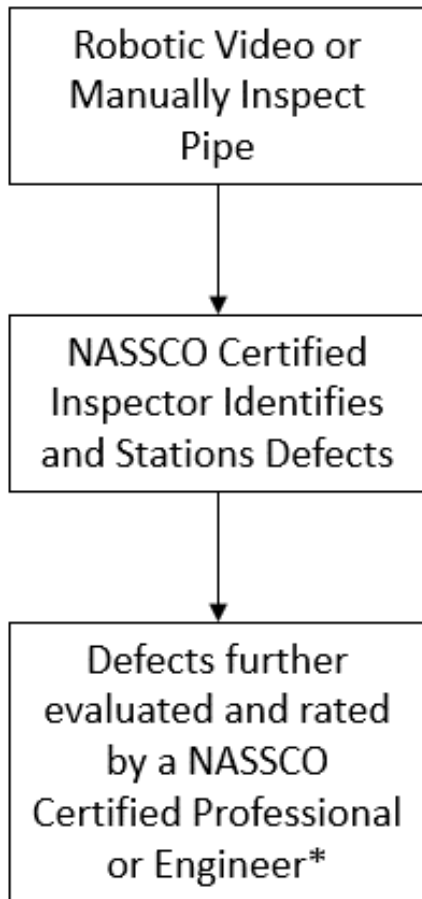 Robotic Video or
Manually Inspect
Pipe
NASSCO Certified
Inspector Identifies
and Stations Defects
Defects further
evaluated and rated
by a NASSCO
Certified Professional
or Engineer*